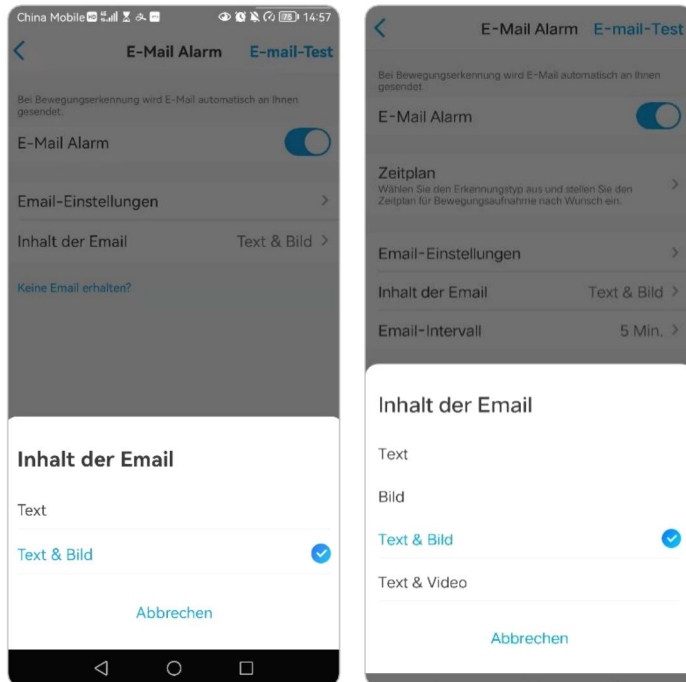 China Mobile HD 14:57
E-Mail Alarm E-mail-Test
Bei Bewegungserkennung wird E-Mail automatisch an Ihnen
gesendet.
E-Mail Alarm
Email-Einstellungen
Inhalt der Email Text & Bild
Keine Email erhalten?
Inhalt der Email
Text
Text & Bild
Abbrechen
E-Mail Alarm E-mail-Test
Bei Bewegungserkennung wird E-Mail automatisch an Ihnen
gesendet.
E-Mail Alarm
Zeitplan
Wählen Sie den Erkennungstyp aus und stellen Sie den
Zeitplan für Bewegungsaufnahme nach Wunsch ein.
Email-Einstellungen
Inhalt der Email Text & Bild
Email-Intervall 5 Min.
Inhalt der Email
Text
Bild
Text & Bild
Text & Video
Abbrechen